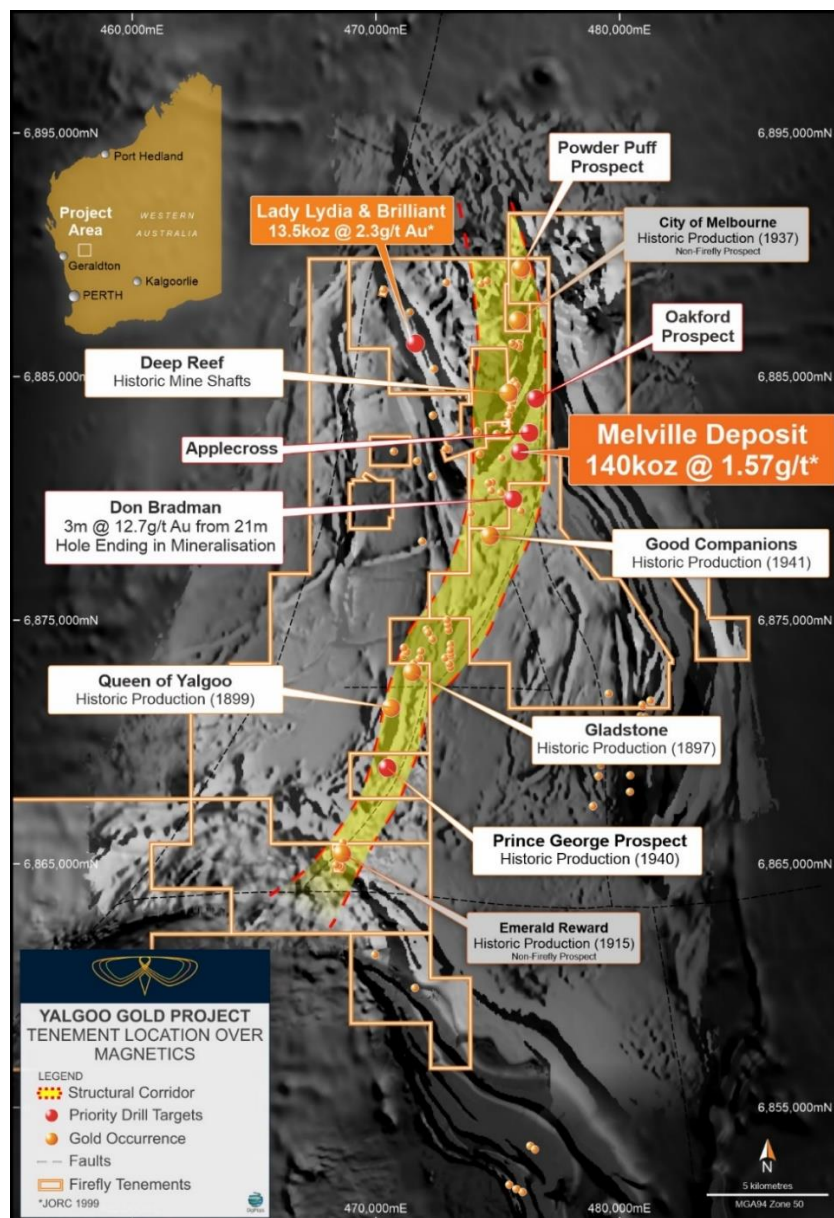 460,000mE
470,000mE
480,000mE
6,895,000mN
6,895,000mN
Port Hedland
Project
Area
WESTERN
AUSTRALIA
Geraldton
Kalgoorlie
PERTH
Powder Puff
Prospect
Lady Lydia & Brilliant
13.5koz @ 2.3g/t Au*
City of Melbourne
Historic Production (1937)
Non-Firefly Prospect
Oakford
Prospect
Deep Reef
Historic Mine Shafts
6,885,000mN
6,885,000mN
Applecross
Melville Deposit
140koz @ 1.57g/t*
Don Bradman
3m @ 12.7g/t Au from 21m
Hole Ending in Mineralisation
Good Companions
Historic Production (1941)
6,875,000mN
6,875,000mN
Queen of Yalgoo
Historic Production (1899)
Gladstone
Historic Production (1897)
Prince George Prospect
Historic Production (1940)
6,865,000mN
6,865,000mN
Emerald Reward
Historic Production (1915)
Non-Firefly Prospect
YALGOO GOLD PROJECT
TENEMENT LOCATION OVER
MAGNETICS
LEGEND
Structural Corridor
Priority Drill Targets
Gold Occurrence
Faults
Firefly Tenements
*JORC 1999
6,855,000mN
N
5 kilometres
MGA94 Zone 50
470,000mE
480,000mE